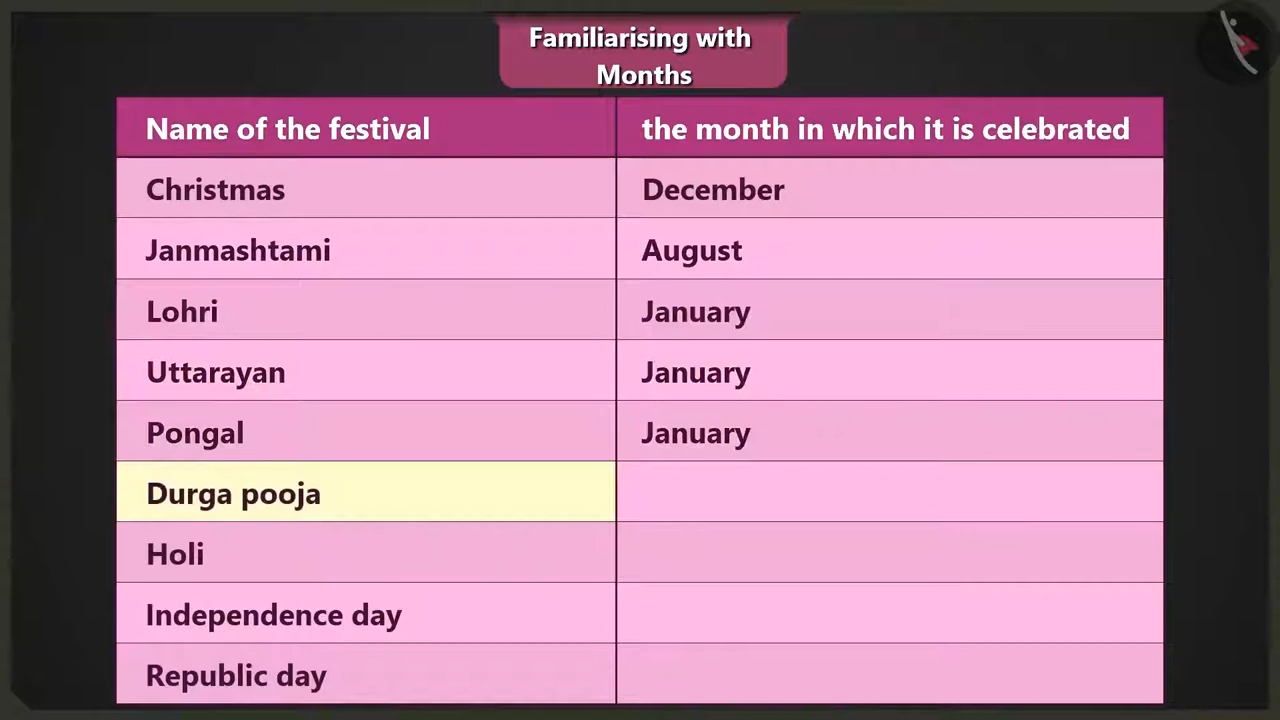 Familiarising with
Months
Name of the festival
the month in which it is celebrated
Christmas
December
Janmashtami
August
Lohri
January
Uttarayan
January
Pongal
January
Durga pooja
Holi
Independence day
Republic day